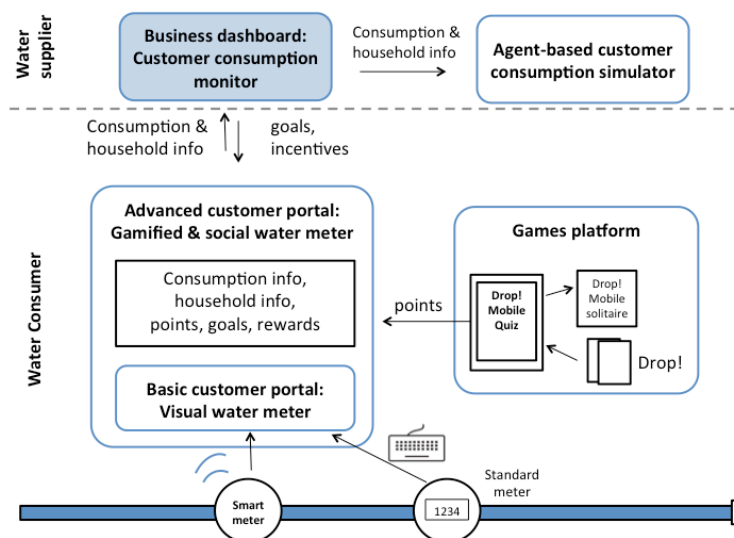 Water
supplier
Business dashboard:
Customer consumption
monitor
Consumption &
household info
Agent-based customer
consumption simulator
Consumption &
household info
goals,
incentives
Water Consumer
Advanced customer portal:
Gamified & social water meter
Consumption info,
household info,
points, goals, rewards
Basic customer portal:
Visual water meter
points
Games platform
Drop!
Mobile
Quiz
Drop!
Mobile
solitaire
Drop!
Smart
meter
1234
Standard
meter